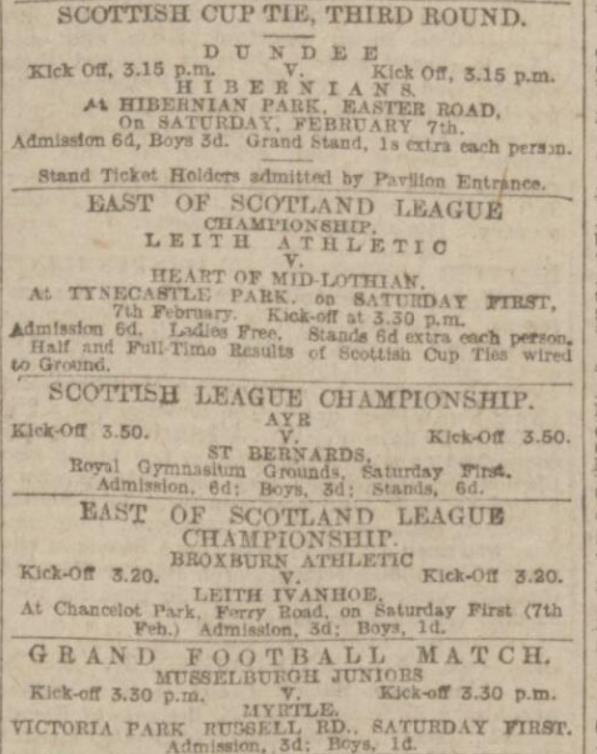 SCOTTISH CUP TIE, THIRD ROUND.
DUNDEE
Kick Off, 3.15 p.m. V. Kick Off, 3.15 p.m.
HIBERNIANS.
At HIBERNIAN PARK, EASTER ROAD,
On SATURDAY, FEBRUARY 7th.
Admission 6d, Boys 3d. Grand Stand, 1s extra each person.
Stand Ticket Holders admitted by Pavilion Entrance.
EAST OF SCOTLAND LEAGUE
CHAMPIONSHIP.
LEITH ATHLETIC
V.
HEART OF MID-LOTHIAN.
At TYNECASTLE PARK, on SATURDAY FIRST,
7th February. Kick-off at 3.30 p.m.
Admission 6d. Ladies Free. Stands 6d extra each person.
Half and Full-Time Results of Scottish Cup Ties wired
to Ground.
SCOTTISH LEAGUE CHAMPIONSHIP.
AYR
Kick-Off 3.50. V. Kick-Off 3.50.
ST BERNARDS,
Royal Gymnasium Grounds, Saturday First.
Admission, 6d; Boys, 3d; Stands, 6d.
EAST OF SCOTLAND LEAGUE
CHAMPIONSHIP.
BROXBURN ATHLETIC
Kick-Off 3.20. V. Kick-Off 3.20.
LEITH IVANHOE,
At Chancelot Park, Ferry Road, on Saturday First (7th
Feb.) Admission, 3d; Boys, 1d.
GRAND FOOTBALL MATCH.
MUSSELBURGH JUNIORS
Kick-off 3.30 p.m. V. Kick-off 3.30 p.m.
MYRTLE.
VICTORIA PARK RUSSELL RD., SATURDAY FIRST.
Admission, 3d; Boys, 1d.